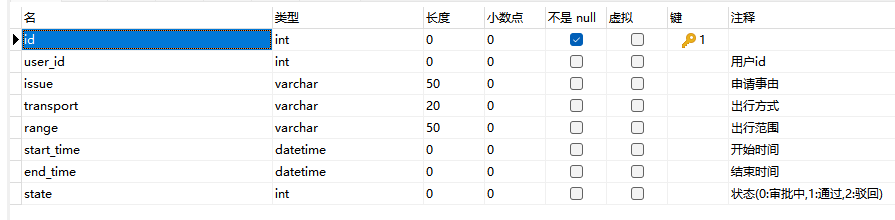 名 类型 长度 小数点 不是 null 虚拟 键 注释
id int 0 0 1
user_id int 0 0 用户id
issue varchar 50 0 申请事由
transport varchar 20 0 出行方式
range varchar 50 0 出行范围
start_time datetime 0 0 开始时间
end_time datetime 0 0 结束时间
state int 0 0 状态(0:审批中,1:通过,2:驳回)